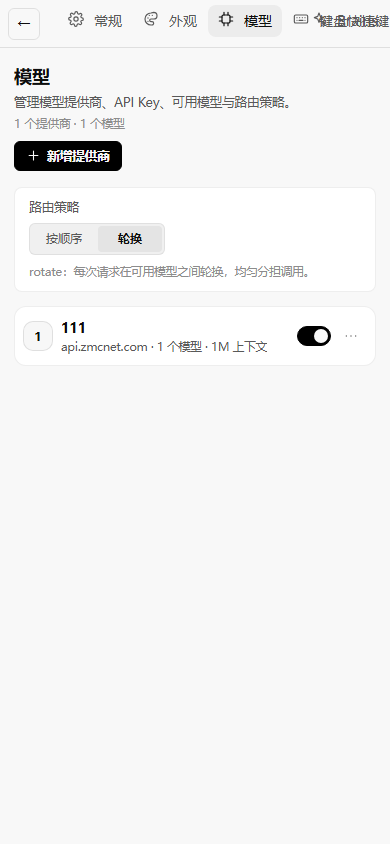 ← 常规 外观 模型
模型
管理模型提供商、API Key、可用模型与路由策略。
1 个提供商 · 1 个模型
＋ 新增提供商
路由策略
按顺序 轮换
rotate：每次请求在可用模型之间轮换，均匀分担调用。
1 111
api.zmcnet.com · 1 个模型 · 1M 上下文